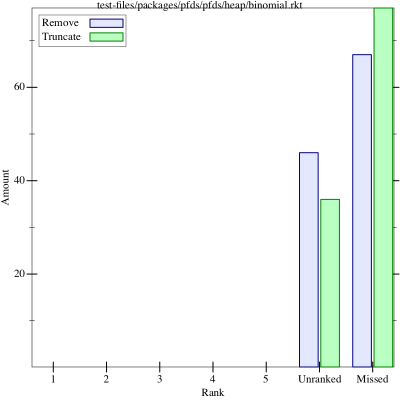 test-files/packages/pfds/pfds/heap/binomial.rkt
Remove
Truncate
60
40
20
Amount
1 2 3 4 5 Unranked Missed
Rank